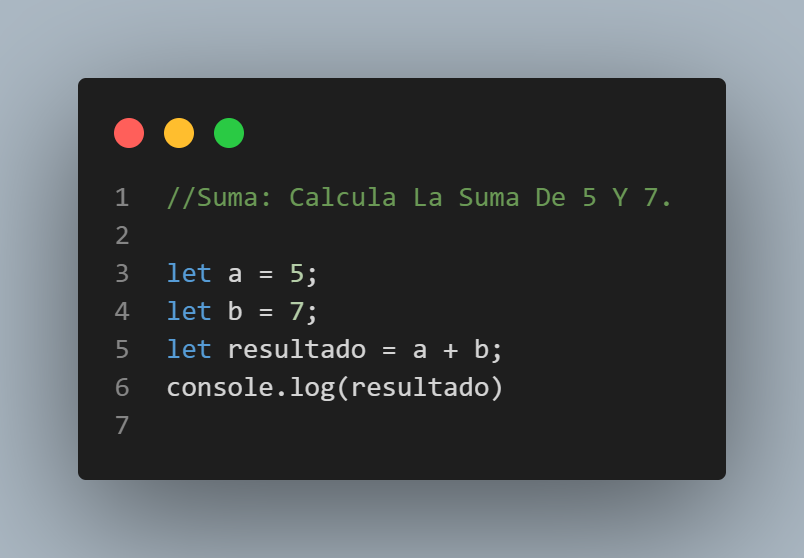 1 //Suma: Calcula La Suma De 5 Y 7.
2
3 let a = 5;
4 let b = 7;
5 let resultado = a + b;
6 console.log(resultado)
7